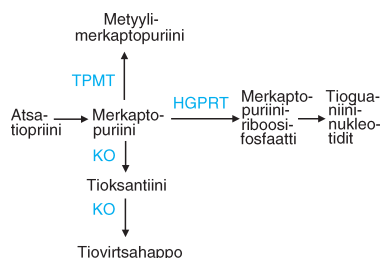 Metyyli-
merkaptopuriini
TPMT
HGPRT
Atsa-
tiopriini
Merkapto-
puriini
Merkapto-
puriini-
riboosi-
fosfaatti
Tiogua-
niini-
nukleo-
tidit
KO
Tioksantiini
KO
Tiovirtsahappo